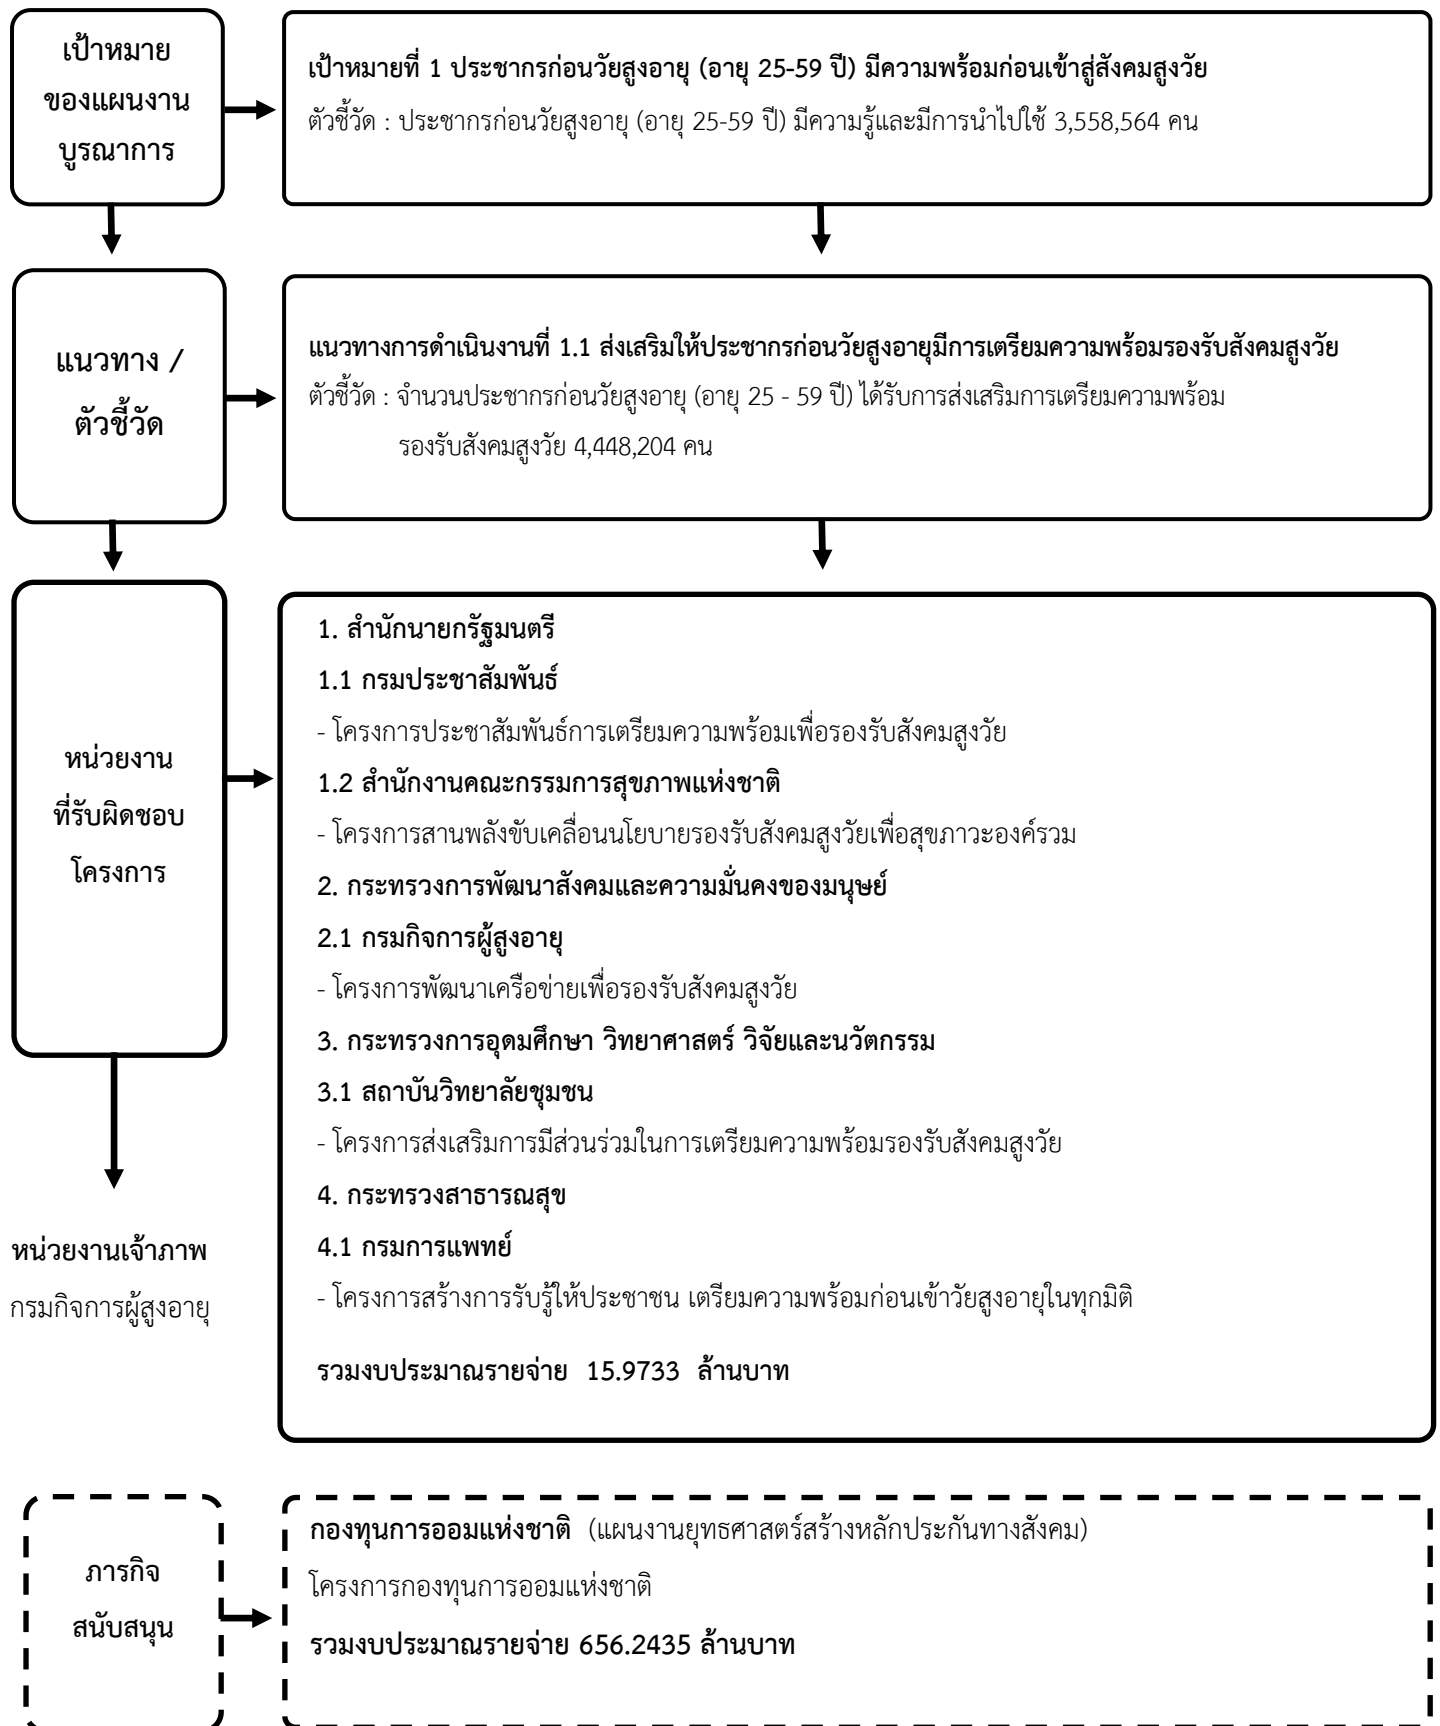 เป้าหมาย
ของแผนงาน
บูรณาการ
เป้าหมายที่ 1 ประชากรก่อนวัยสูงอายุ (อายุ 25-59 ปี) มีความพร้อมก่อนเข้าสู่สังคมสูงวัย
ตัวชี้วัด : ประชากรก่อนวัยสูงอายุ (อายุ 25-59 ปี) มีความรู้และมีการนำไปใช้ 3,558,564 คน
แนวทาง /
ตัวชี้วัด
แนวทางการดำเนินงานที่ 1.1 ส่งเสริมให้ประชากรก่อนวัยสูงอายุมีการเตรียมความพร้อมรองรับสังคมสูงวัย
ตัวชี้วัด : จำนวนประชากรก่อนวัยสูงอายุ (อายุ 25 - 59 ปี) ได้รับการส่งเสริมการเตรียมความพร้อม
รองรับสังคมสูงวัย 4,448,204 คน
หน่วยงาน
ที่รับผิดชอบ
โครงการ
1. สำนักนายกรัฐมนตรี
1.1 กรมประชาสัมพันธ์
- โครงการประชาสัมพันธ์การเตรียมความพร้อมเพื่อรองรับสังคมสูงวัย
1.2 สำนักงานคณะกรรมการสุขภาพแห่งชาติ
- โครงการสานพลังขับเคลื่อนนโยบายรองรับสังคมสูงวัยเพื่อสุขภาวะองค์รวม
2. กระทรวงการพัฒนาสังคมและความมั่นคงของมนุษย์
2.1 กรมกิจการผู้สูงอายุ
- โครงการพัฒนาเครือข่ายเพื่อรองรับสังคมสูงวัย
3. กระทรวงการอุดมศึกษา วิทยาศาสตร์ วิจัยและนวัตกรรม
3.1 สถาบันวิทยาลัยชุมชน
- โครงการส่งเสริมการมีส่วนร่วมในการเตรียมความพร้อมรองรับสังคมสูงวัย
4. กระทรวงสาธารณสุข
4.1 กรมการแพทย์
- โครงการสร้างการรับรู้ให้ประชาชน เตรียมความพร้อมก่อนเข้าวัยสูงอายุในทุกมิติ
รวมงบประมาณรายจ่าย 15.9733 ล้านบาท
หน่วยงานเจ้าภาพ
กรมกิจการผู้สูงอายุ
ภารกิจ
สนับสนุน
กองทุนการออมแห่งชาติ (แผนงานยุทธศาสตร์สร้างหลักประกันทางสังคม)
โครงการกองทุนการออมแห่งชาติ
รวมงบประมาณรายจ่าย 656.2435 ล้านบาท